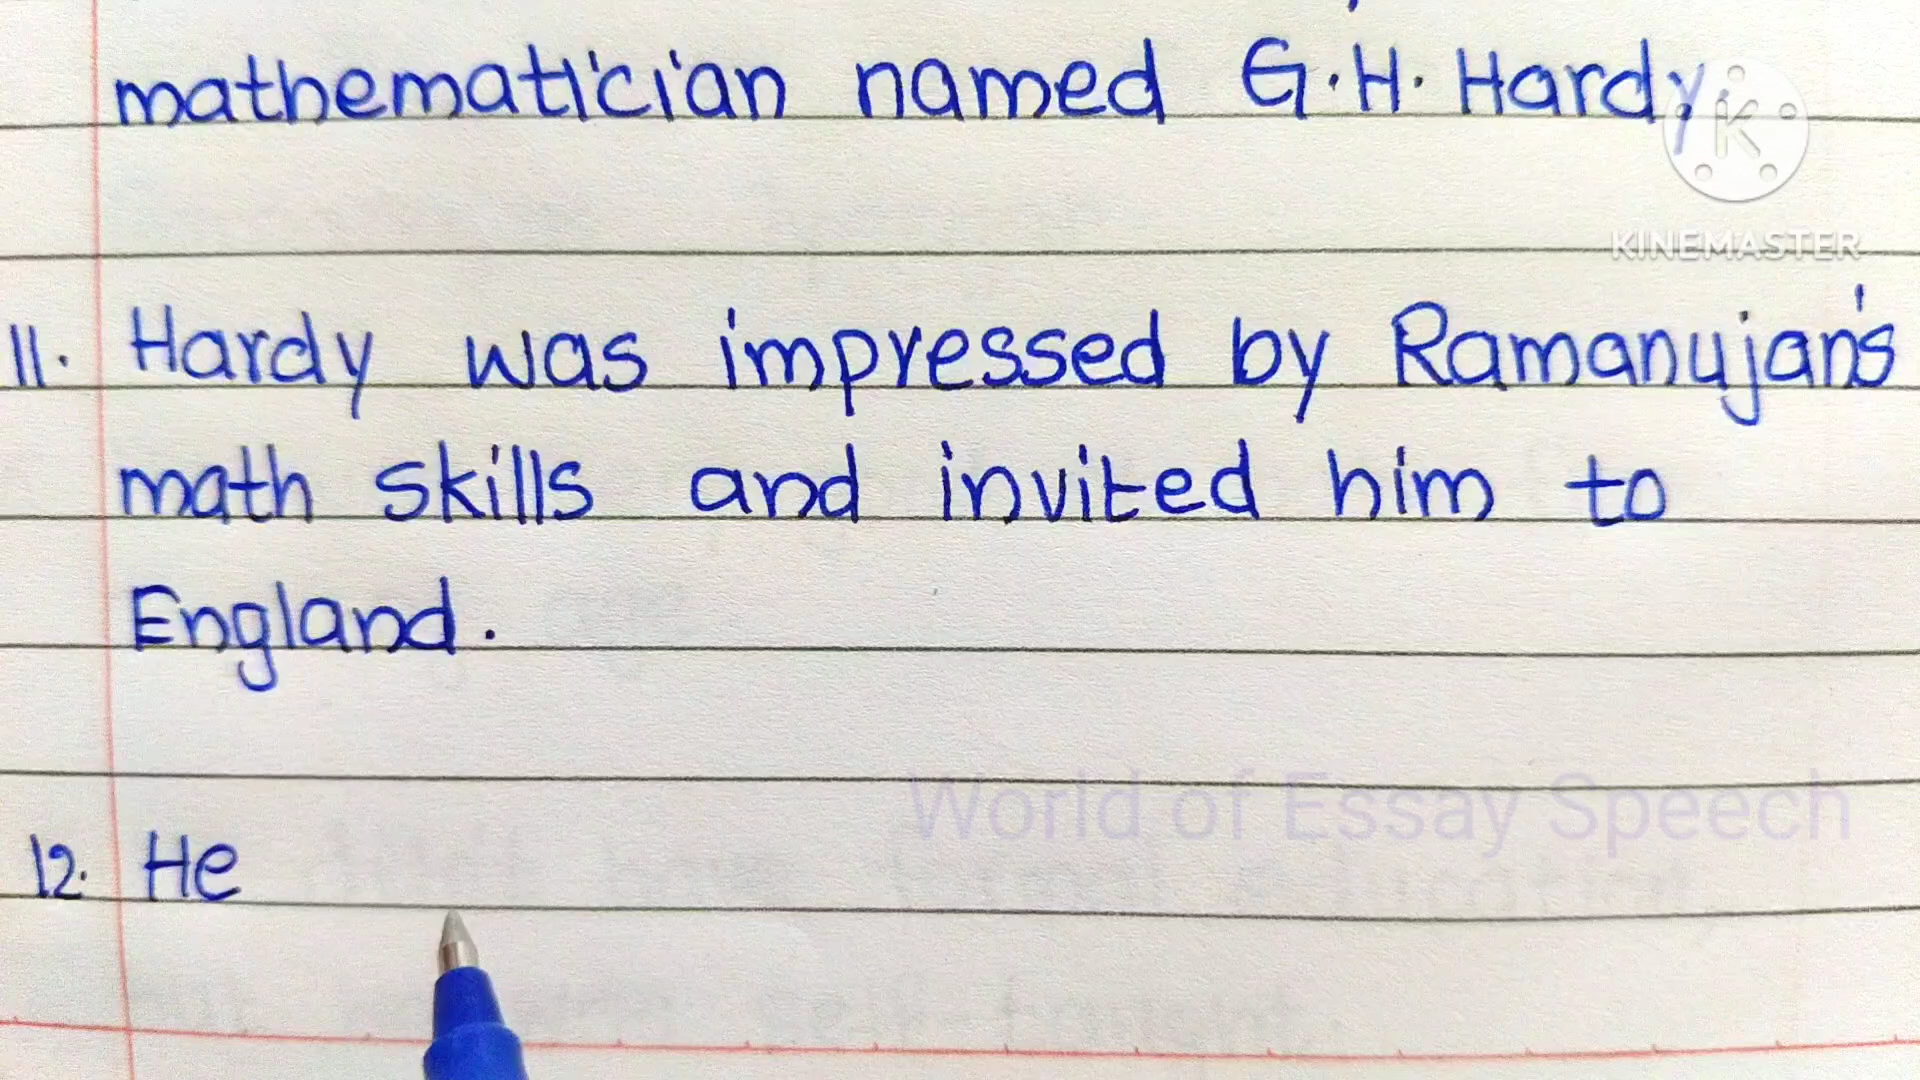 mathematician named G.H. Hardy.
KINEMASTER
11. Hardy was impressed by Ramanujan's
math skills and invited him to
England.
World of Essay Speech
12. He